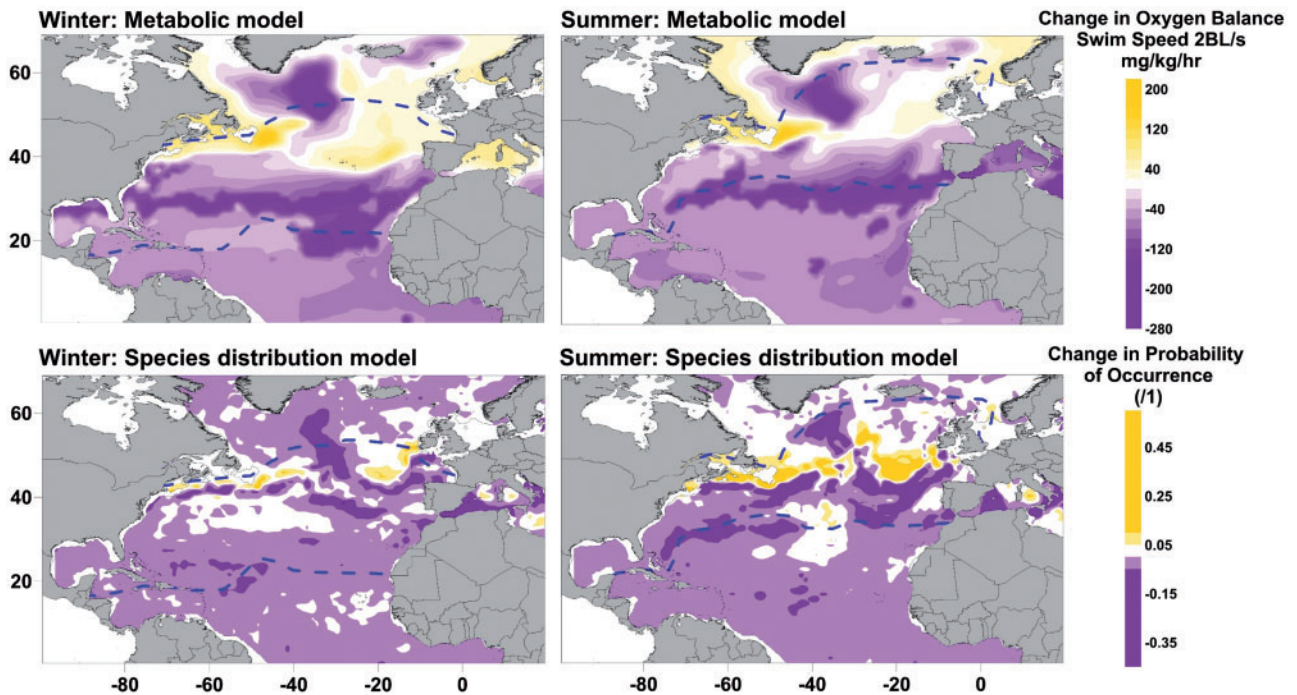 Winter: Metabolic model
Summer: Metabolic model
Change in Oxygen Balance
Swim Speed 2BL/s
mg/kg/hr
60
40
20
200
120
40
-40
-120
-200
-280
Winter: Species distribution model
Summer: Species distribution model
Change in Probability
of Occurrence
(/1)
60
40
20
0.45
0.25
0.05
-0.15
-0.35
-80 -60 -40 -20 0
-80 -60 -40 -20 0